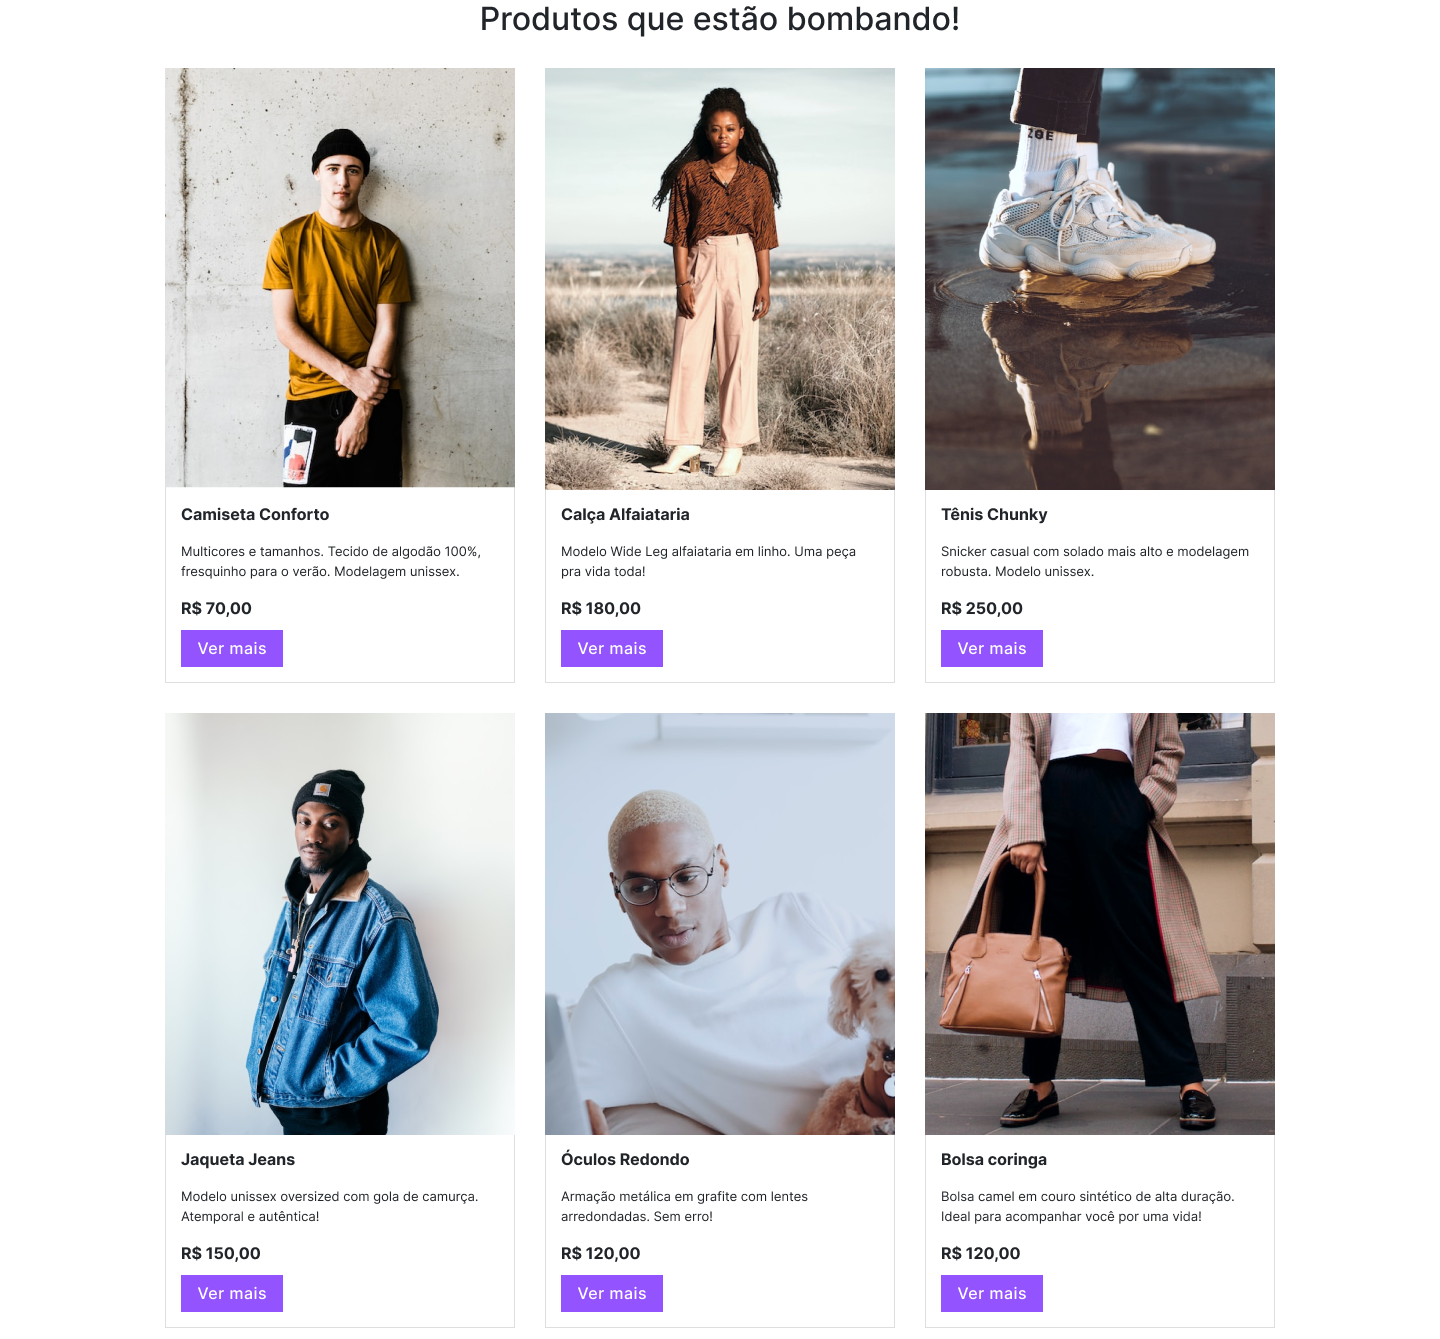 Produtos que estão bombando!
ZOE
Camiseta Conforto
Multicores e tamanhos. Tecido de algodão 100%,
fresquinho para o verão. Modelagem unissex.
R$ 70,00
Ver mais
Calça Alfaiataria
Modelo Wide Leg alfaiataria em linho. Uma peça
pra vida toda!
R$ 180,00
Ver mais
Tênis Chunky
Snicker casual com solado mais alto e modelagem
robusta. Modelo unissex.
R$ 250,00
Ver mais
Jaqueta Jeans
Modelo unissex oversized com gola de camurça.
Atemporal e autêntica!
R$ 150,00
Ver mais
Óculos Redondo
Armação metálica em grafite com lentes
arredondadas. Sem erro!
R$ 120,00
Ver mais
Bolsa coringa
Bolsa camel em couro sintético de alta duração.
Ideal para acompanhar você por uma vida!
R$ 120,00
Ver mais